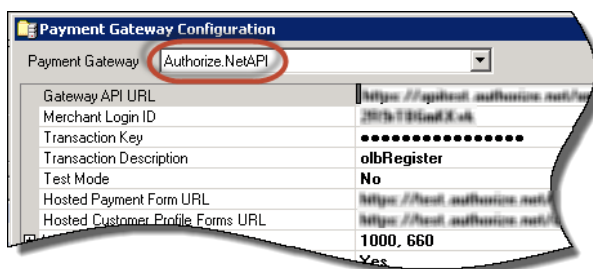 Payment Gateway Configuration
Payment Gateway Authorize.NetAPI
Gateway API URL
Merchant Login ID
Transaction Key ●●●●●●●●●●●●●●●●
Transaction Description olbRegister
Test Mode No
Hosted Payment Form URL
Hosted Customer Profile Forms URL
1000, 660
Yes